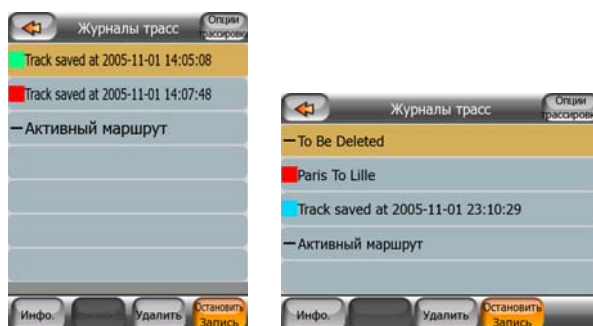 Журналы трасс
Опции
трассировки
Track saved at 2005-11-01 14:05:08
Track saved at 2005-11-01 14:07:48
Активный маршрут
Инфо.
Удалить
Остановить
Запись
Журналы трасс
Опции
трассировки
To Be Deleted
Paris To Lille
Track saved at 2005-11-01 23:10:29
Активный маршрут
Инфо.
Удалить
Остановить
Запись